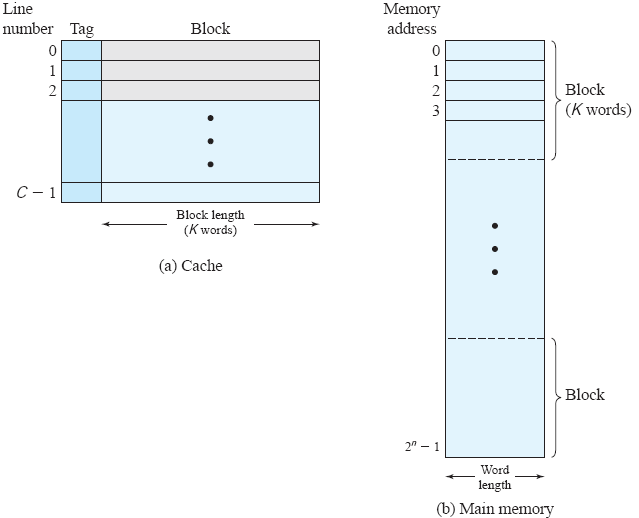 Line
number Tag Block
0
1
2
C – 1
Block length
(K words)
(a) Cache
Memory
address
0
1
2
3
Block
(K words)
Block
2ⁿ – 1
Word
length
(b) Main memory